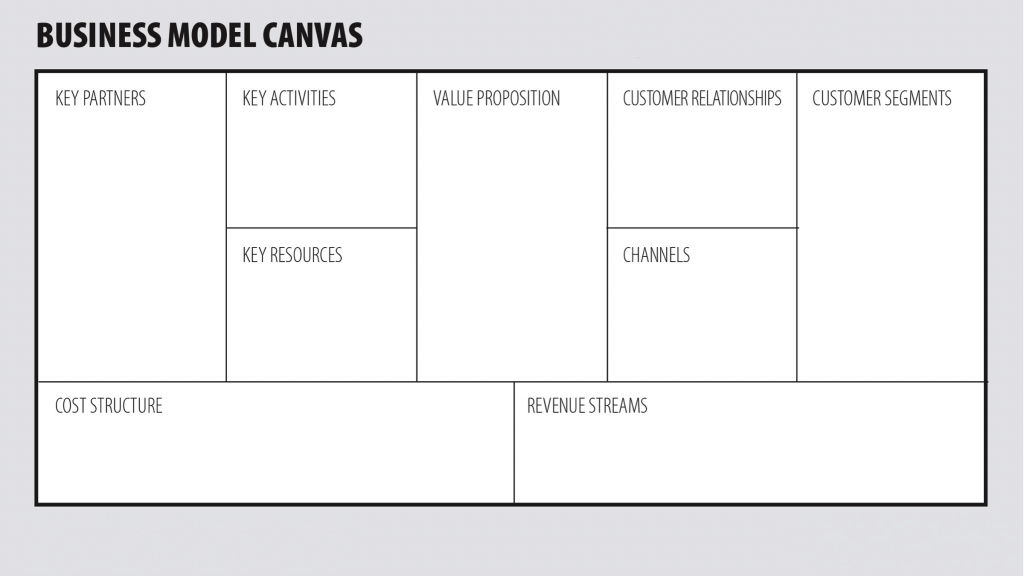 BUSINESS MODEL CANVAS
KEY PARTNERS
KEY ACTIVITIES
KEY RESOURCES
VALUE PROPOSITION
CUSTOMER RELATIONSHIPS
CHANNELS
CUSTOMER SEGMENTS
COST STRUCTURE
REVENUE STREAMS